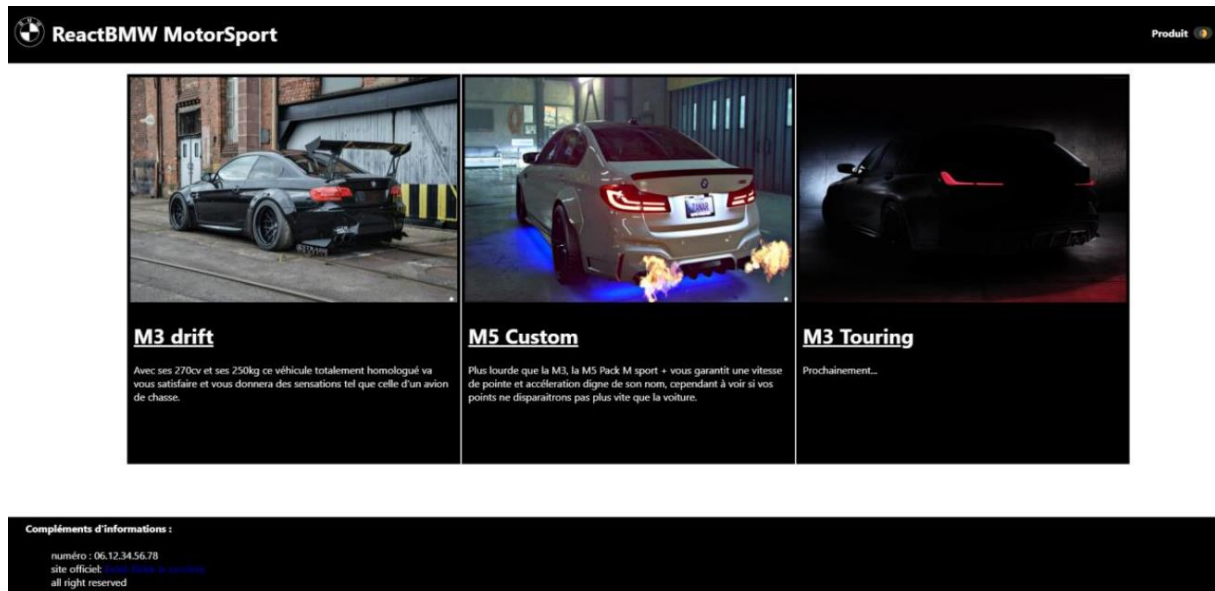 ReactBMW MotorSport
Produit
M3 drift
Avec ses 270cv et ses 250kg ce véhicule totalement homologué va
vous satisfaire et vous donnera des sensations tel que celle d'un avion
de chasse.
M5 Custom
Plus lourde que la M3, la M5 Pack M sport + vous garantit une vitesse
de pointe et accéleration digne de son nom, cependant à voir si vos
points ne disparaitrons pas plus vite que la voiture.
M3 Touring
Prochainement...
Compléments d'informations :
numéro : 06.12.34.56.78
site officiel:
all right reserved